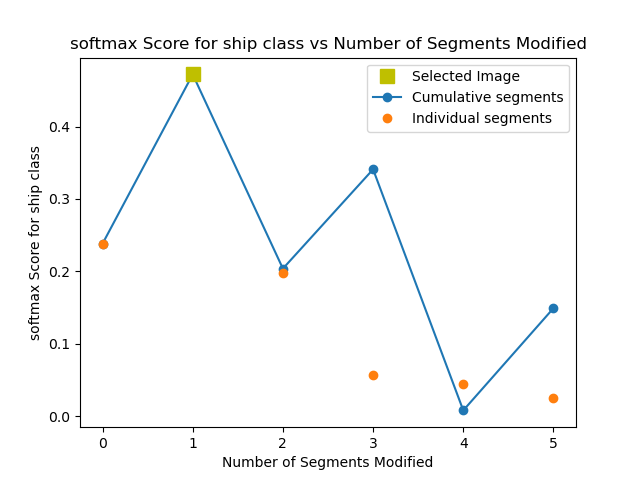 softmax Score for ship class vs Number of Segments Modified
Selected Image
Cumulative segments
Individual segments
softmax Score for ship class
0.4
0.3
0.2
0.1
0.0
0 1 2 3 4 5
Number of Segments Modified